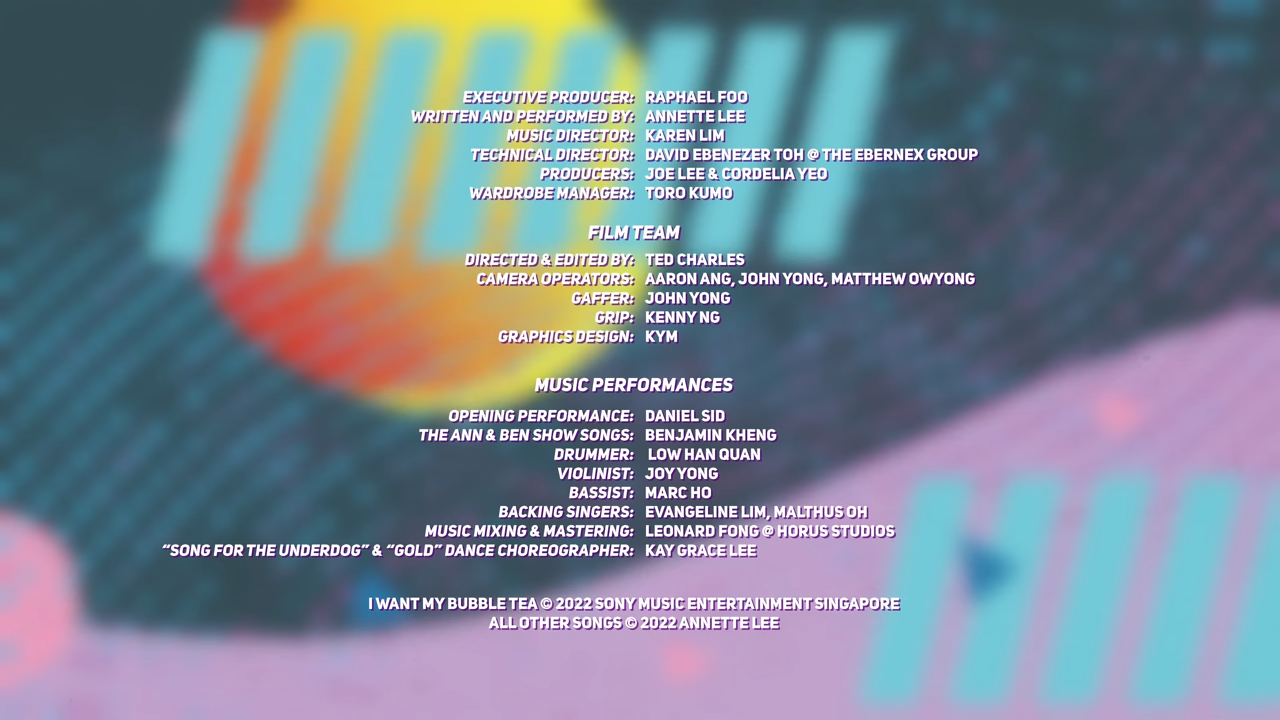 EXECUTIVE PRODUCER: RAPHAEL FOO
WRITTEN AND PERFORMED BY: ANNETTE LEE
MUSIC DIRECTOR: KAREN LIM
TECHNICAL DIRECTOR: DAVID EBENEZER TOH @ THE EBERNEX GROUP
PRODUCERS: JOE LEE & CORDELIA YEO
WARDROBE MANAGER: TORO KUMO
FILM TEAM
DIRECTED & EDITED BY: TED CHARLES
CAMERA OPERATORS: AARON ANG, JOHN YONG, MATTHEW OWYONG
GAFFER: JOHN YONG
GRIP: KENNY NG
GRAPHICS DESIGN: KYM
MUSIC PERFORMANCES
OPENING PERFORMANCE: DANIEL SID
THE ANN & BEN SHOW SONGS: BENJAMIN KHENG
DRUMMER: LOW HAN QUAN
VIOLINIST: JOY YONG
BASSIST: MARC HO
BACKING SINGERS: EVANGELINE LIM, MALTHUS OH
MUSIC MIXING & MASTERING: LEONARD FONG @ HORUS STUDIOS
“SONG FOR THE UNDERDOG” & “GOLD” DANCE CHOREOGRAPHER: KAY GRACE LEE
I WANT MY BUBBLE TEA © 2022 SONY MUSIC ENTERTAINMENT SINGAPORE
ALL OTHER SONGS © 2022 ANNETTE LEE